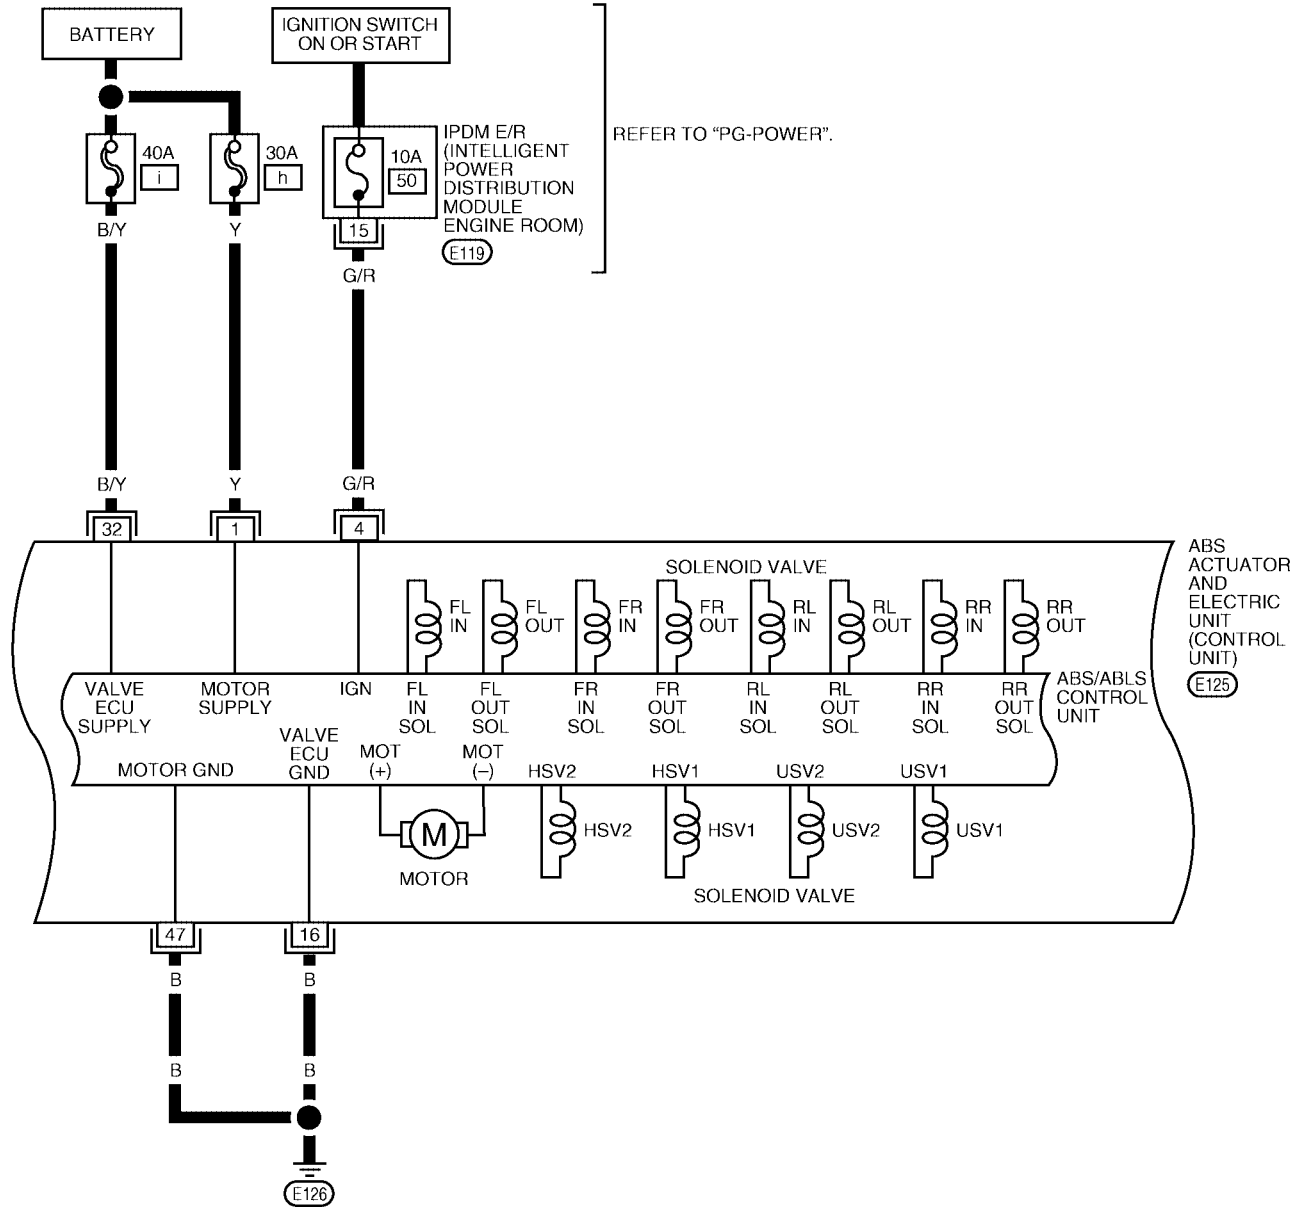 BATTERY
IGNITION SWITCH
ON OR START
40A
i
30A
h
10A
50
IPDM E/R
(INTELLIGENT
POWER
DISTRIBUTION
MODULE
ENGINE ROOM)
E119
REFER TO “PG-POWER”.
15
B/Y
Y
G/R
B/Y
Y
G/R
32
1
4
ABS
ACTUATOR
AND
ELECTRIC
UNIT
(CONTROL
UNIT)
E125
SOLENOID VALVE
FL
IN
FL
OUT
FR
IN
FR
OUT
RL
IN
RL
OUT
RR
IN
RR
OUT
VALVE
ECU
SUPPLY
MOTOR
SUPPLY
IGN
FL
IN
SOL
FL
OUT
SOL
FR
IN
SOL
FR
OUT
SOL
RL
IN
SOL
RL
OUT
SOL
RR
IN
SOL
RR
OUT
SOL
ABS/ABLS
CONTROL
UNIT
MOTOR GND
VALVE
ECU
GND
MOT
(+)
MOT
(–)
HSV2
HSV1
USV2
USV1
M
MOTOR
HSV2
HSV1
USV2
USV1
SOLENOID VALVE
47
16
B
B
B
B
E126